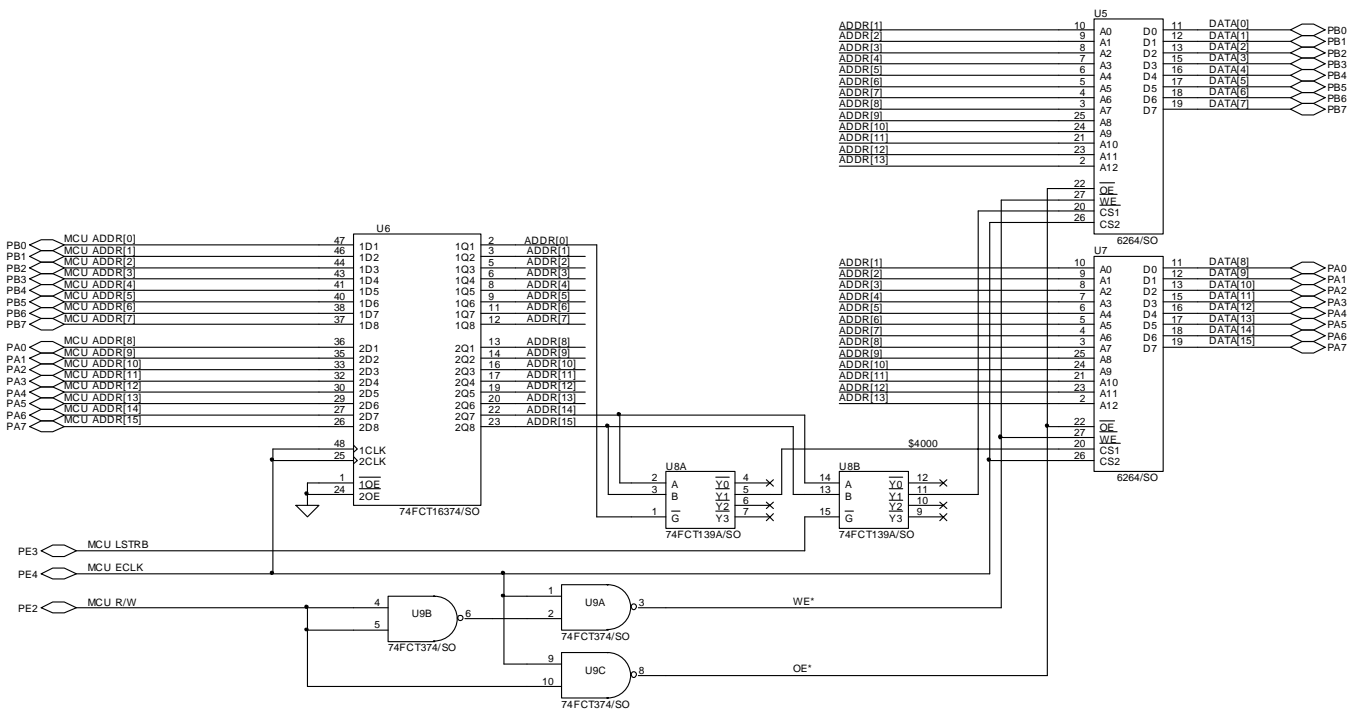 U5
ADDR[1] 10 A0 D0 11 DATA[0] PB0
ADDR[2] 9 A1 D1 12 DATA[1] PB1
ADDR[3] 8 A2 D2 13 DATA[2] PB2
ADDR[4] 7 A3 D3 15 DATA[3] PB3
ADDR[5] 6 A4 D4 16 DATA[4] PB4
ADDR[6] 5 A5 D5 17 DATA[5] PB5
ADDR[7] 4 A6 D6 18 DATA[6] PB6
ADDR[8] 3 A7 D7 19 DATA[7] PB7
ADDR[9] 25 A8
ADDR[10] 24 A9
ADDR[11] 21 A10
ADDR[12] 23 A11
ADDR[13] 2 A12
22 OE
27 WE
20 CS1
26 CS2
6264/SO
U6
PB0 MCU ADDR[0] 47 1D1 1Q1 2 ADDR[0]
PB1 MCU ADDR[1] 46 1D2 1Q2 3 ADDR[1]
PB2 MCU ADDR[2] 44 1D3 1Q3 5 ADDR[2]
PB3 MCU ADDR[3] 43 1D4 1Q4 6 ADDR[3]
PB4 MCU ADDR[4] 41 1D5 1Q5 8 ADDR[4]
PB5 MCU ADDR[5] 40 1D6 1Q6 9 ADDR[5]
PB6 MCU ADDR[6] 38 1D7 1Q7 11 ADDR[6]
PB7 MCU ADDR[7] 37 1D8 1Q8 12 ADDR[7]
PA0 MCU ADDR[8] 36 2D1 2Q1 13 ADDR[8]
PA1 MCU ADDR[9] 35 2D2 2Q2 14 ADDR[9]
PA2 MCU ADDR[10] 33 2D3 2Q3 16 ADDR[10]
PA3 MCU ADDR[11] 32 2D4 2Q4 17 ADDR[11]
PA4 MCU ADDR[12] 30 2D5 2Q5 19 ADDR[12]
PA5 MCU ADDR[13] 29 2D6 2Q6 20 ADDR[13]
PA6 MCU ADDR[14] 27 2D7 2Q7 22 ADDR[14]
PA7 MCU ADDR[15] 26 2D8 2Q8 23 ADDR[15]
48 1CLK
25 2CLK
1 1OE
24 2OE
74FCT16374/SO
U7
ADDR[1] 10 A0 D0 11 DATA[8] PA0
ADDR[2] 9 A1 D1 12 DATA[9] PA1
ADDR[3] 8 A2 D2 13 DATA[10] PA2
ADDR[4] 7 A3 D3 15 DATA[11] PA3
ADDR[5] 6 A4 D4 16 DATA[12] PA4
ADDR[6] 5 A5 D5 17 DATA[13] PA5
ADDR[7] 4 A6 D6 18 DATA[14] PA6
ADDR[8] 3 A7 D7 19 DATA[15] PA7
ADDR[9] 25 A8
ADDR[10] 24 A9
ADDR[11] 21 A10
ADDR[12] 23 A11
ADDR[13] 2 A12
22 OE
27 WE
$4000 20 CS1
26 CS2
6264/SO
U8A
2 A Y0 4
3 B Y1 5
Y2 6
1 G Y3 7
74FCT139A/SO
U8B
14 A Y0 12
13 B Y1 11
Y2 10
15 G Y3 9
74FCT139A/SO
PE3 MCU LSTRB
PE4 MCU ECLK
PE2 MCU R/W
4 U9B 6
5
74FCT374/SO
1 U9A 3 WE*
2
74FCT374/SO
9 U9C 8 OE*
10
74FCT374/SO